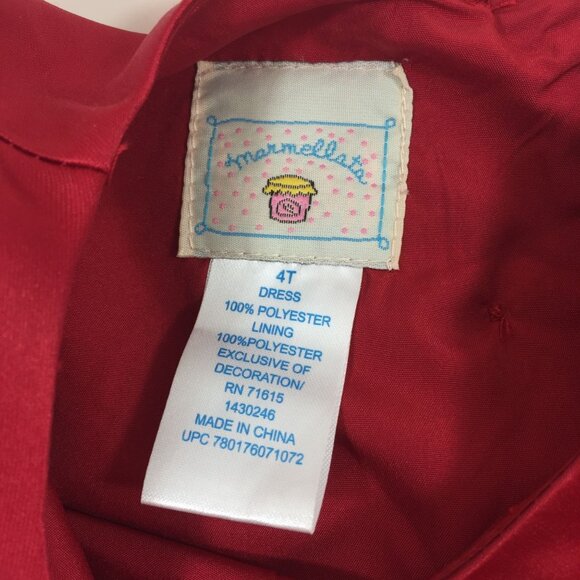 marmellata
4T
DRESS
100% POLYESTER
LINING
100%POLYESTER
EXCLUSIVE OF
DECORATION/
RN 71615
1430246
MADE IN CHINA
UPC 780176071072